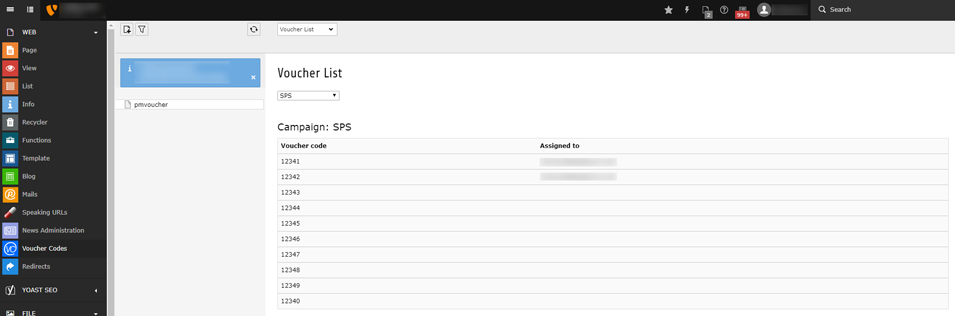 2
99+
Search
WEB
Page
View
List
Info
Recycler
Functions
Template
Blog
Mails
Speaking URLs
News Administration
Voucher Codes
Redirects
YOAST SEO
FILE
pmvoucher
Voucher List
Voucher List
SPS
Campaign: SPS
Voucher code Assigned to
12341
12342
12343
12344
12345
12346
12347
12348
12349
12340